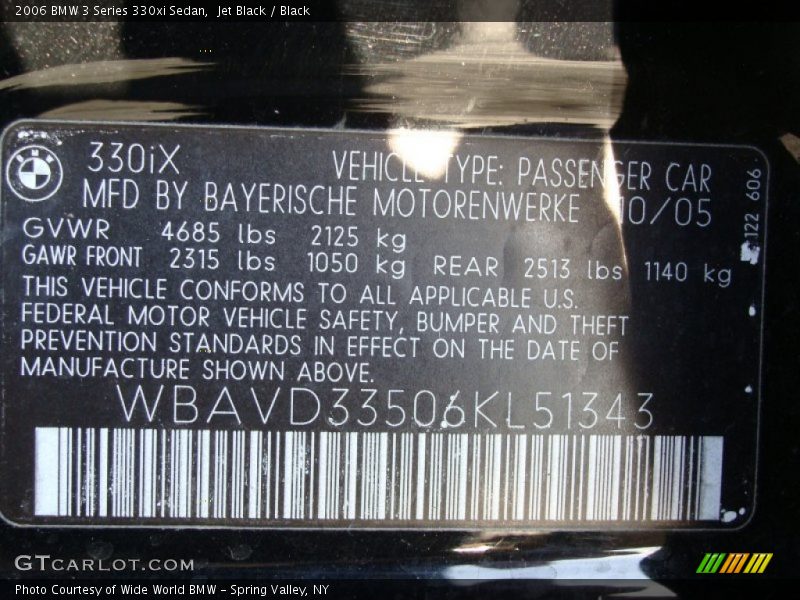 2006 BMW 3 Series 330xi Sedan, Jet Black / Black
BMW
330iX VEHICLE TYPE: PASSENGER CAR
MFD BY BAYERISCHE MOTORENWERKE 10/05
GVWR 4685 lbs 2125 kg
GAWR FRONT 2315 lbs 1050 kg REAR 2513 lbs 1140 kg
THIS VEHICLE CONFORMS TO ALL APPLICABLE U.S.
FEDERAL MOTOR VEHICLE SAFETY, BUMPER AND THEFT
PREVENTION STANDARDS IN EFFECT ON THE DATE OF
MANUFACTURE SHOWN ABOVE.
WBAVD33506KL51343
606
GTCARLOT.COM
Photo Courtesy of Wide World BMW - Spring Valley, NY